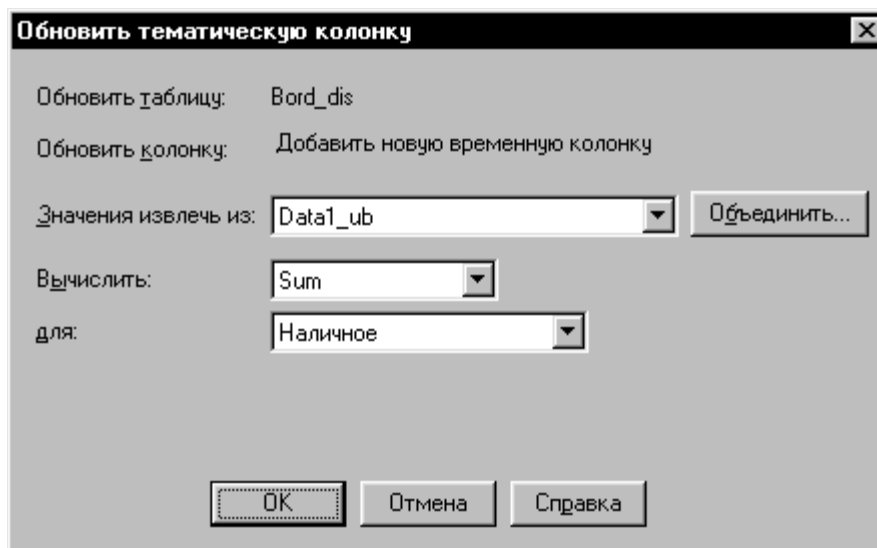 Обновить тематическую колонку
Обновить таблицу: Bord_dis
Обновить колонку: Добавить новую временную колонку
Значения извлечь из: Data1_ub Объединить...
Вычислить: Sum
для: Наличное
OK Отмена Справка